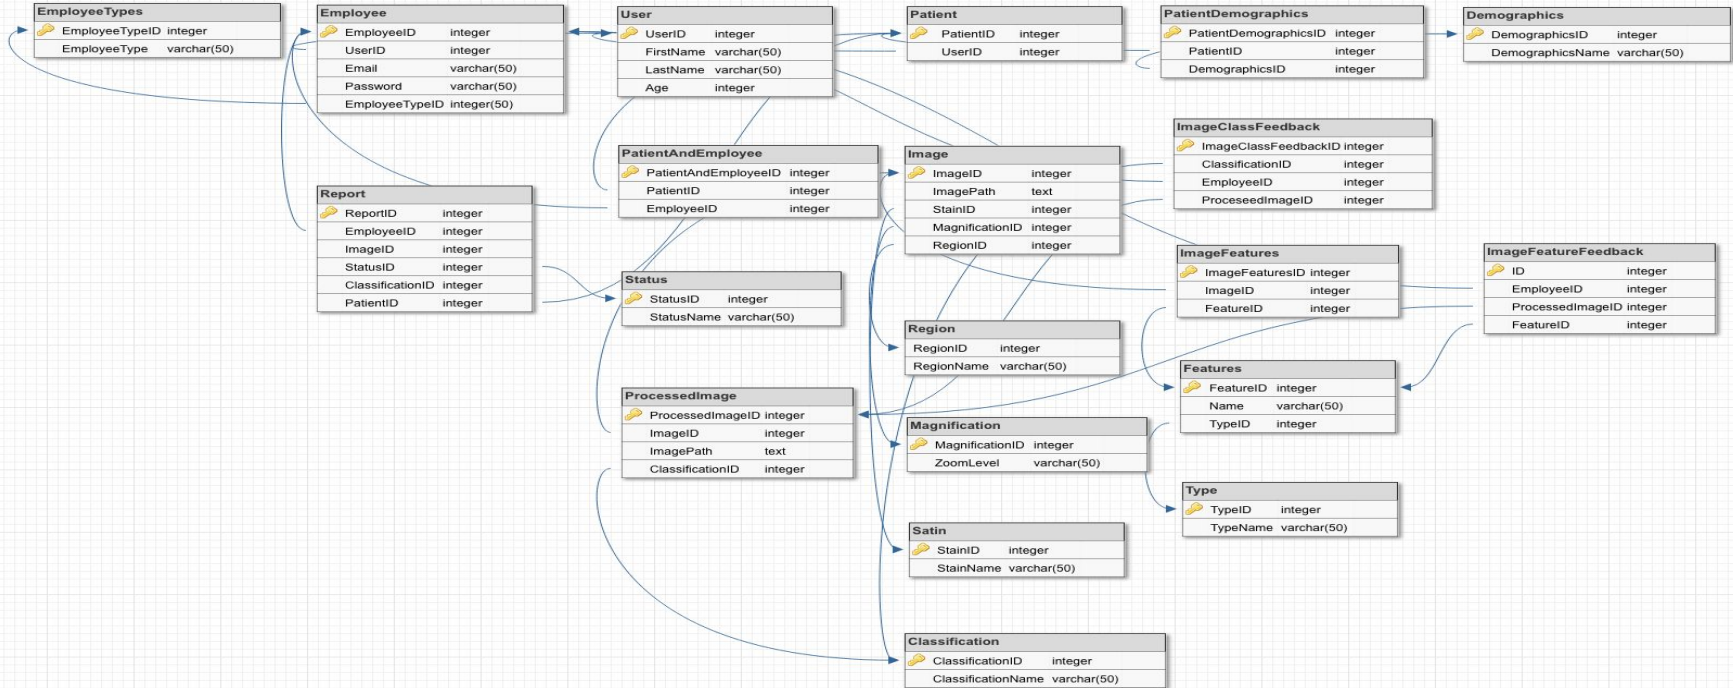 EmployeeTypes
EmployeeTypeID integer
EmployeeType varchar(50)
Employee
EmployeeID integer
UserID integer
Email varchar(50)
Password varchar(50)
EmployeeTypeID integer(50)
User
UserID integer
FirstName varchar(50)
LastName varchar(50)
Age integer
Patient
PatientID integer
UserID integer
PatientDemographics
PatientDemographicsID integer
PatientID integer
DemographicsID integer
Demographics
DemographicsID integer
DemographicsName varchar(50)
Report
ReportID integer
EmployeeID integer
ImageID integer
StatusID integer
ClassificationID integer
PatientID integer
PatientAndEmployee
PatientAndEmployeeID integer
PatientID integer
EmployeeID integer
Image
ImageID integer
ImagePath text
StainID integer
MagnificationID integer
RegionID integer
ImageClassFeedback
ImageClassFeedbackID integer
ClassificationID integer
EmployeeID integer
ProceseedImageID integer
Status
StatusID integer
StatusName varchar(50)
ImageFeatures
ImageFeaturesID integer
ImageID integer
FeatureID integer
ImageFeatureFeedback
ID integer
EmployeeID integer
ProcessedImageID integer
FeatureID integer
Region
RegionID integer
RegionName varchar(50)
Features
FeatureID integer
Name varchar(50)
TypeID integer
ProcessedImage
ProcessedImageID integer
ImageID integer
ImagePath text
ClassificationID integer
Magnification
MagnificationID integer
ZoomLevel varchar(50)
Type
TypeID integer
TypeName varchar(50)
Satin
StainID integer
StainName varchar(50)
Classification
ClassificationID integer
ClassificationName varchar(50)